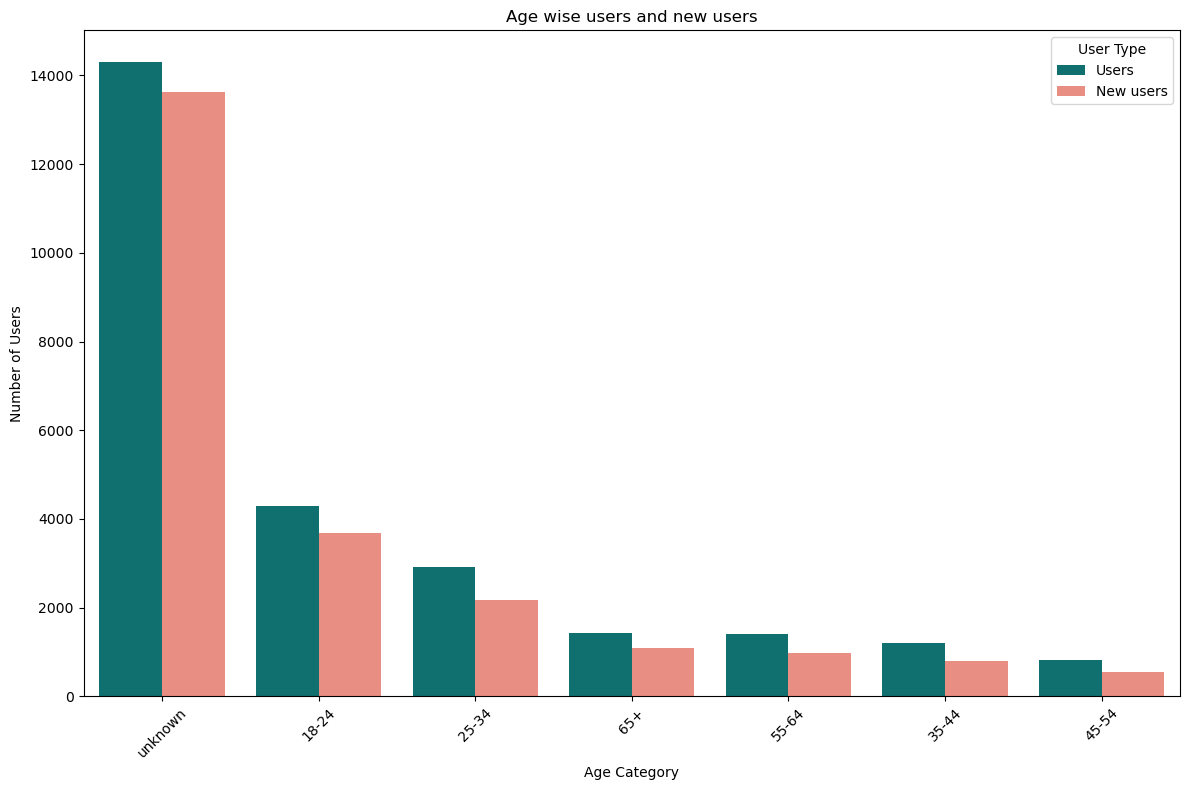 Age wise users and new users
User Type
Users
New users
14000
12000
10000
8000
6000
4000
2000
0
Number of Users
unknown
18-24
25-34
65+
55-64
35-44
45-54
Age Category